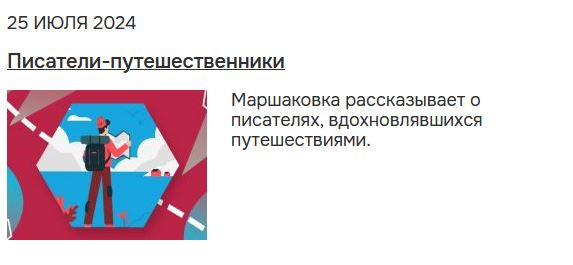 25 ИЮЛЯ 2024
Писатели-путешественники
Маршаковка рассказывает о
писателях, вдохновлявшихся
путешествиями.